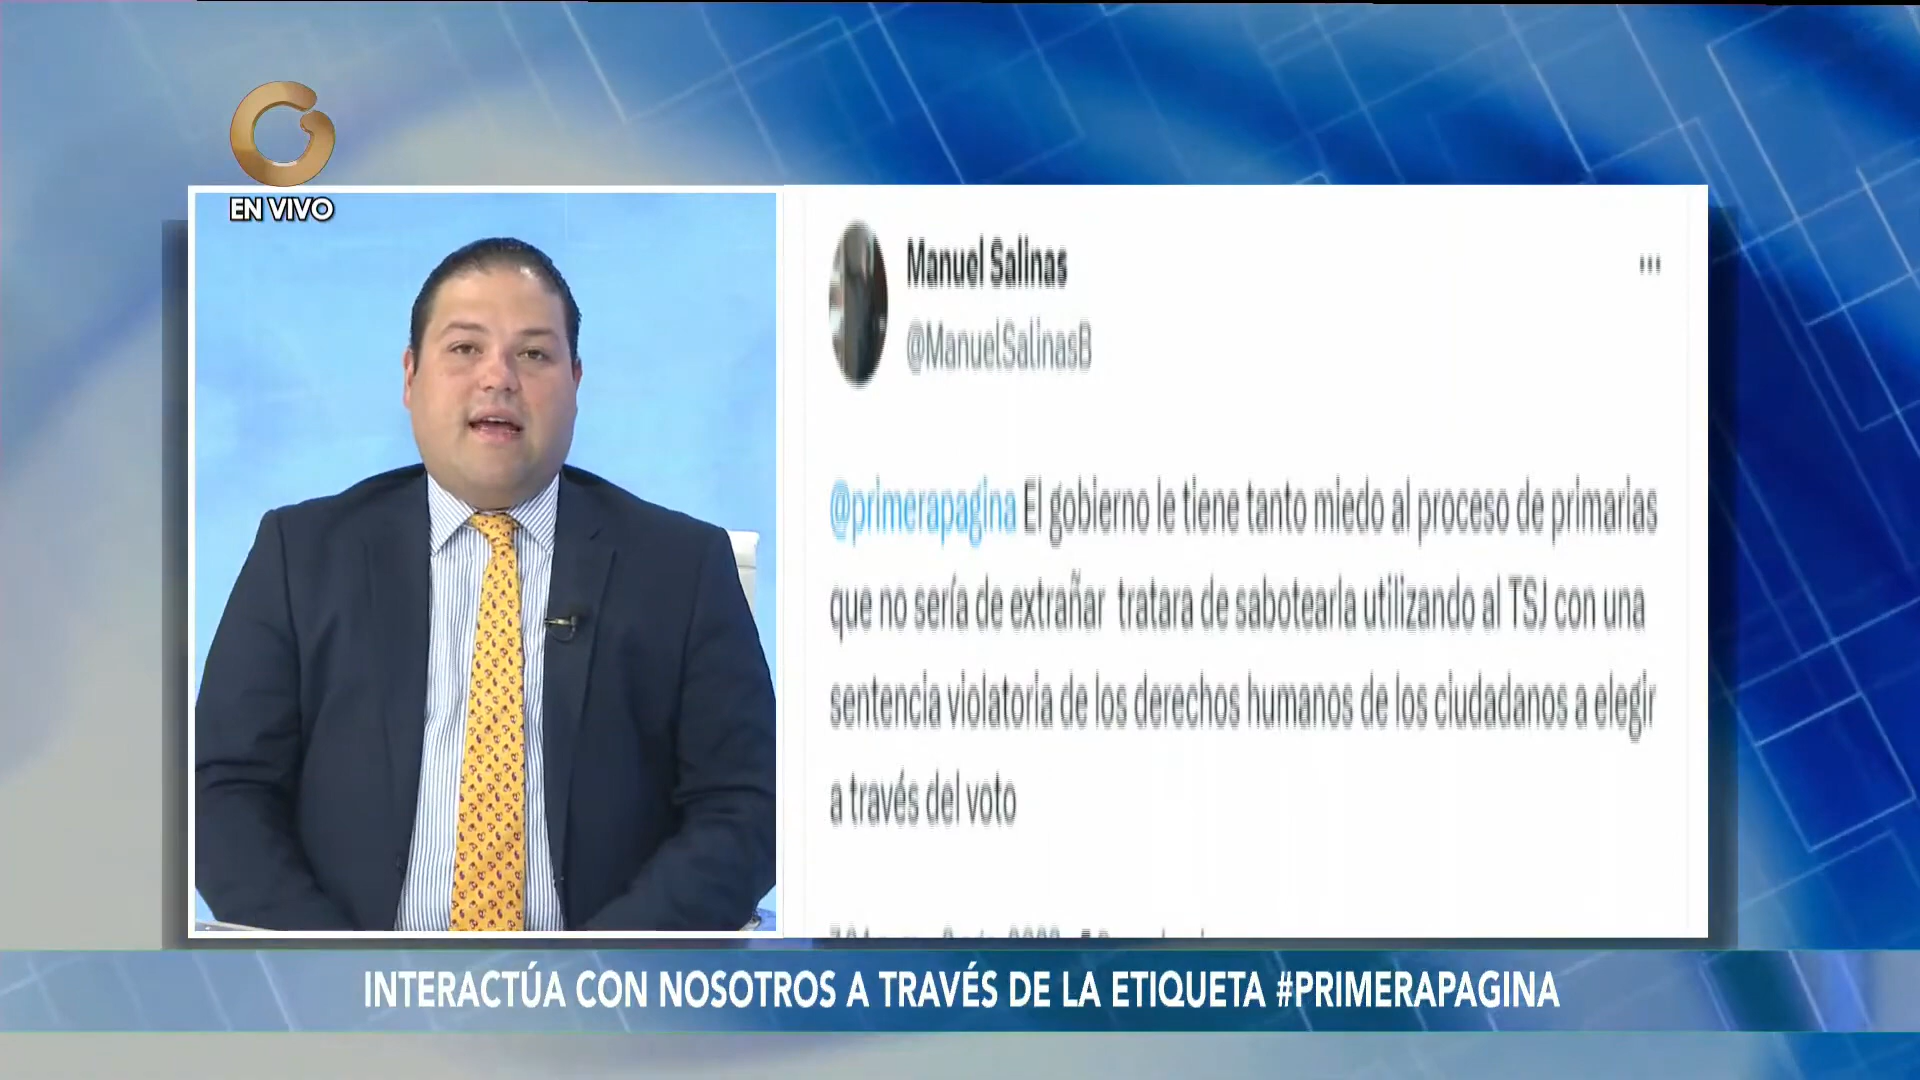 EN VIVO
Manuel Salinas
@ManuelSalinasB
@primerapagina El gobierno le tiene tanto miedo al proceso de primarias
que no sería de extrañar tratara de sabotearla utilizando al TSJ con una
sentencia violatoria de los derechos humanos de los ciudadanos a elegir
a través del voto
INTERACTÚA CON NOSOTROS A TRAVÉS DE LA ETIQUETA #PRIMERAPAGINA